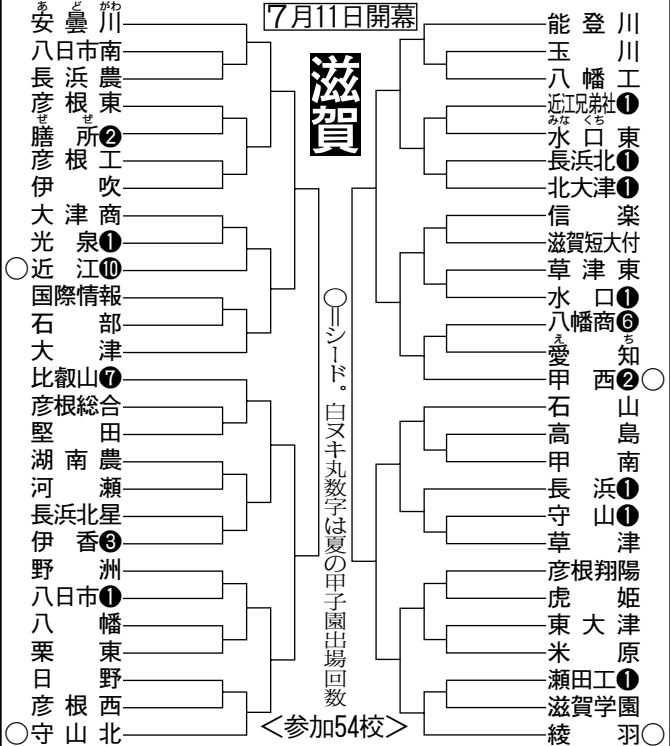 7月11日開幕
滋賀
あどがわ
安曇川
八日市南
長浜農
彦根東
ぜぜ
膳所❷
彦根工
伊吹
大津商
光泉❶
○近江❿
国際情報
石部
大津
比叡山❼
彦根総合
堅田
湖南農
河瀬
長浜北星
伊香❸
野洲
八日市❶
八幡
栗東
日野
彦根西
○守山北
○＝シード。白ヌキ丸数字は夏の甲子園出場回数
＜参加54校＞
能登川
玉川
八幡工
近江兄弟社❶
みなくち
水口東
長浜北❶
北大津❶
信楽
滋賀短大付
草津東
水口❶
八幡商❻
えち
愛知
甲西❷○
石山
高島
甲南
長浜❶
守山❶
草津
彦根翔陽
虎姫
東大津
米原
瀬田工❶
滋賀学園
綾羽○